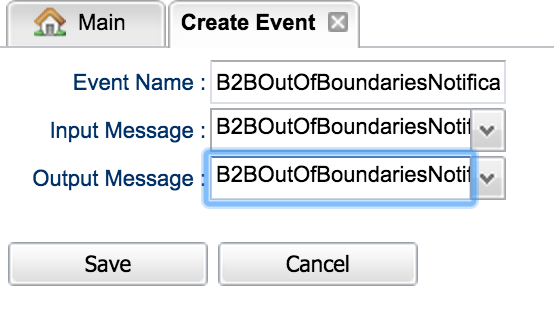 Main Create Event
Event Name : B2BOutOfBoundariesNotifica
Input Message : B2BOutOfBoundariesNotif
Output Message : B2BOutOfBoundariesNotif
Save Cancel